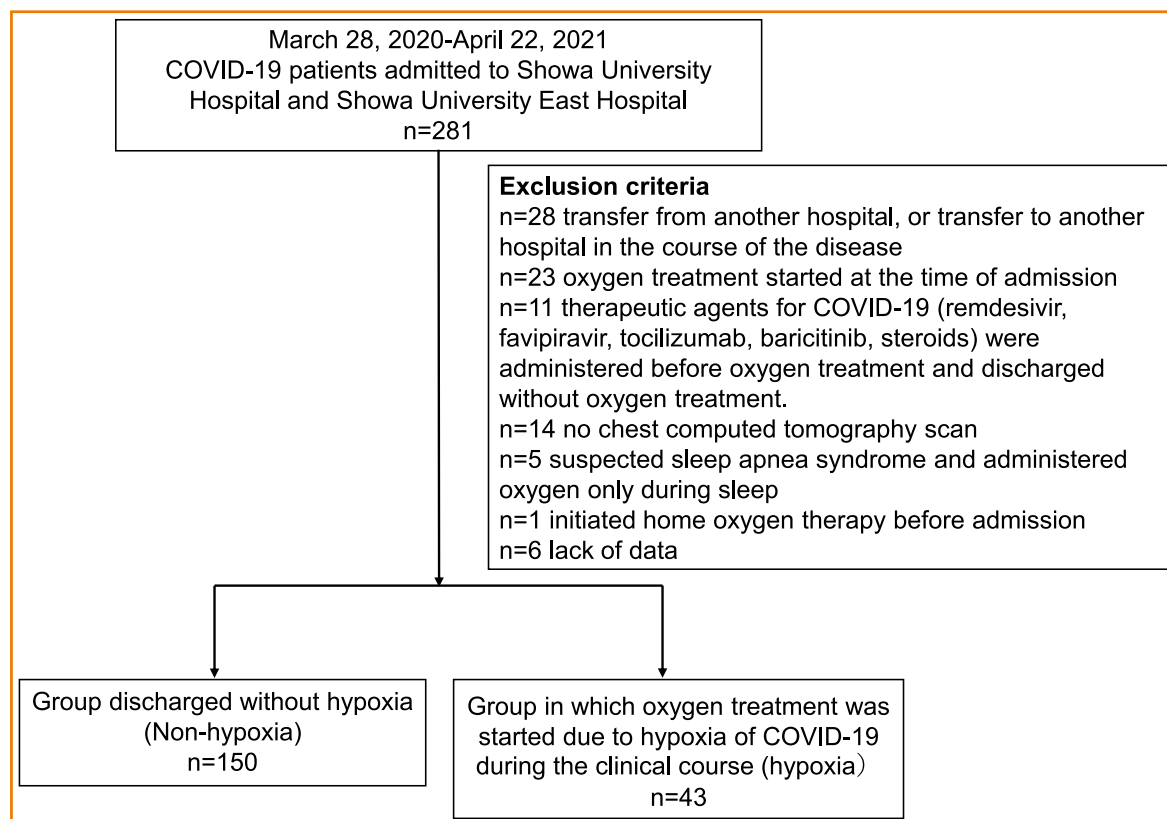 March 28, 2020-April 22, 2021
COVID-19 patients admitted to Showa University
Hospital and Showa University East Hospital
n=281
Exclusion criteria
n=28 transfer from another hospital, or transfer to another
hospital in the course of the disease
n=23 oxygen treatment started at the time of admission
n=11 therapeutic agents for COVID-19 (remdesivir,
favipiravir, tocilizumab, baricitinib, steroids) were
administered before oxygen treatment and discharged
without oxygen treatment.
n=14 no chest computed tomography scan
n=5 suspected sleep apnea syndrome and administered
oxygen only during sleep
n=1 initiated home oxygen therapy before admission
n=6 lack of data
Group discharged without hypoxia
(Non-hypoxia)
n=150
Group in which oxygen treatment was
started due to hypoxia of COVID-19
during the clinical course (hypoxia）
n=43